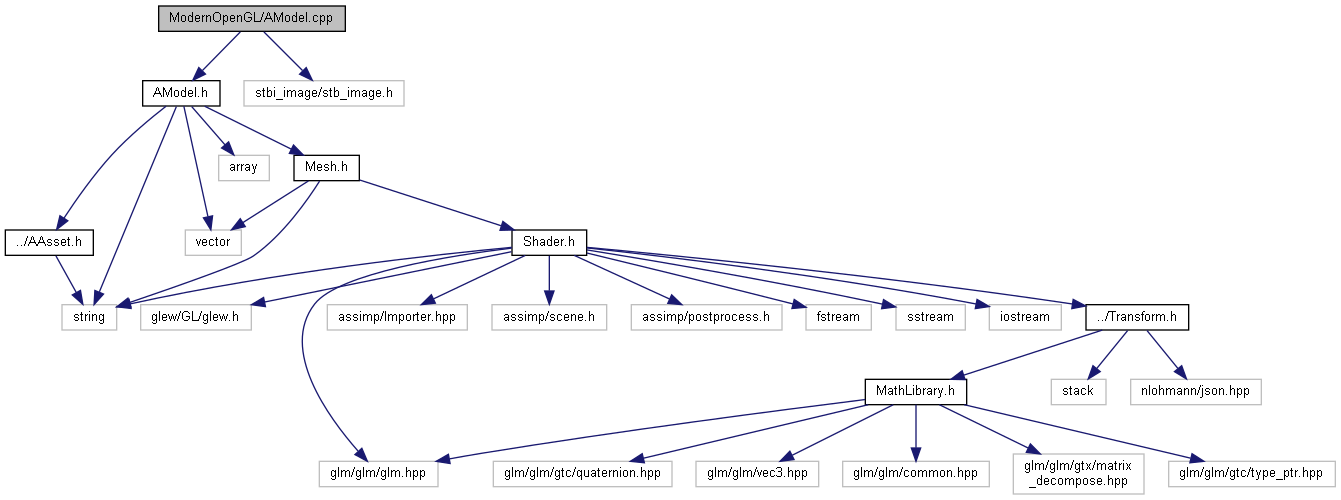 ModernOpenGL/AModel.cpp
AModel.h
stbi_image/stb_image.h
array
Mesh.h
../AAsset.h
vector
Shader.h
string
glew/GL/glew.h
assimp/Importer.hpp
assimp/scene.h
assimp/postprocess.h
fstream
sstream
iostream
../Transform.h
MathLibrary.h
stack
nlohmann/json.hpp
glm/glm/glm.hpp
glm/glm/gtc/quaternion.hpp
glm/glm/vec3.hpp
glm/glm/common.hpp
glm/glm/gtx/matrix
_decompose.hpp
glm/glm/gtc/type_ptr.hpp